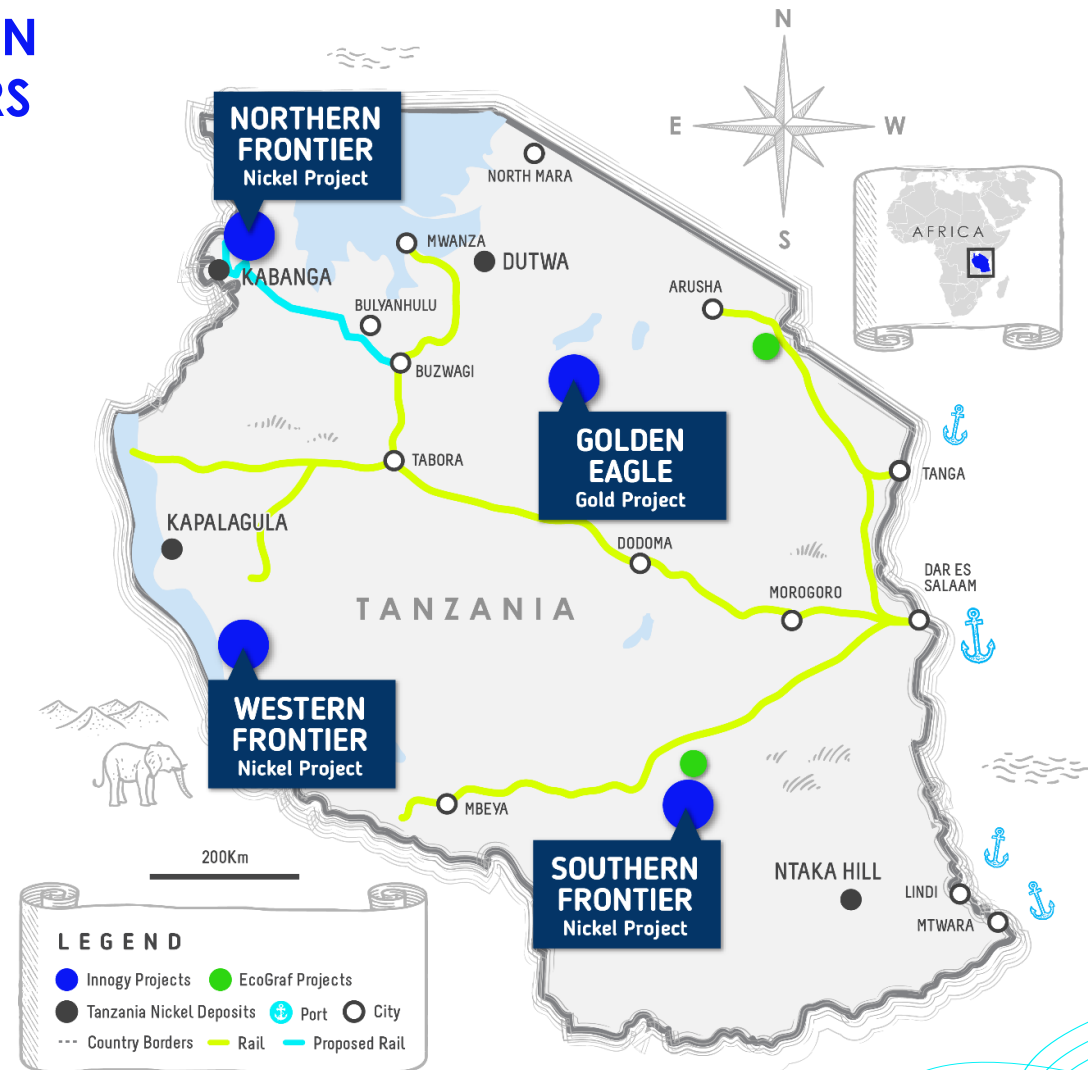 N
RS
N
E
W
S
NORTHERN
FRONTIER
Nickel Project
NORTH MARA
AFRICA
MWANZA
DUTWA
KABANGA
ARUSHA
BULYANHULU
BUZWAGI
GOLDEN
EAGLE
Gold Project
TABORA
TANGA
KAPALAGULA
DODOMA
DAR ES
SALAAM
MOROGORO
TANZANIA
WESTERN
FRONTIER
Nickel Project
MBEYA
SOUTHERN
FRONTIER
Nickel Project
NTAKA HILL
LINDI
MTWARA
200Km
LEGEND
Innogy Projects
EcoGraf Projects
Tanzania Nickel Deposits
Port
City
Country Borders
Rail
Proposed Rail